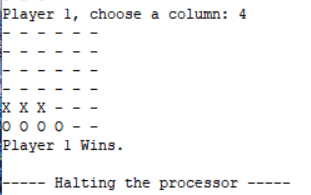 Player 1, choose a column: 4
- - - - - -
- - - - - -
- - - - - -
- - - - - -
X X X - - -
O O O O - -
Player 1 Wins.
----- Halting the processor -----